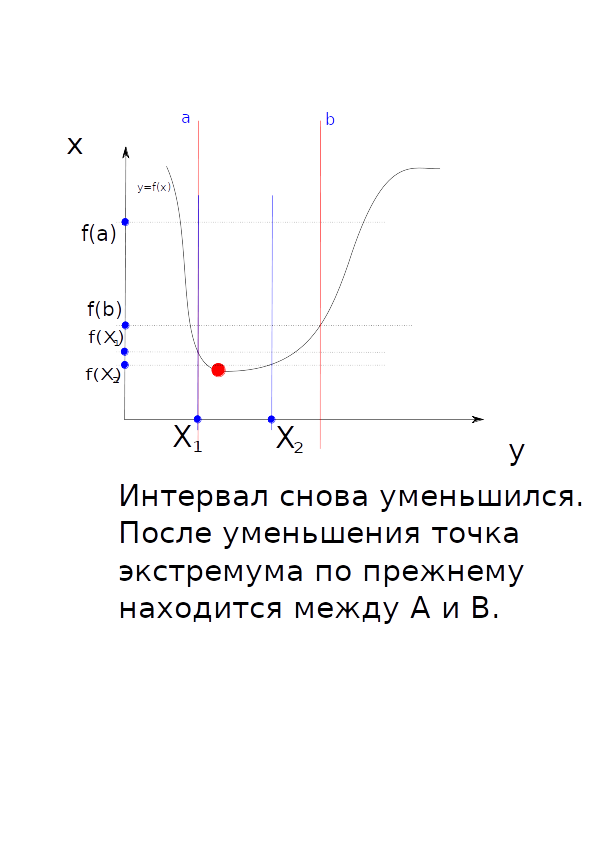 a
b
x
y=f(x)
f(a)
f(b)
f(X1)
f(X2)
X1
X2
y
Интервал снова уменьшился.
После уменьшения точка
экстремума по прежнему
находится между A и B.